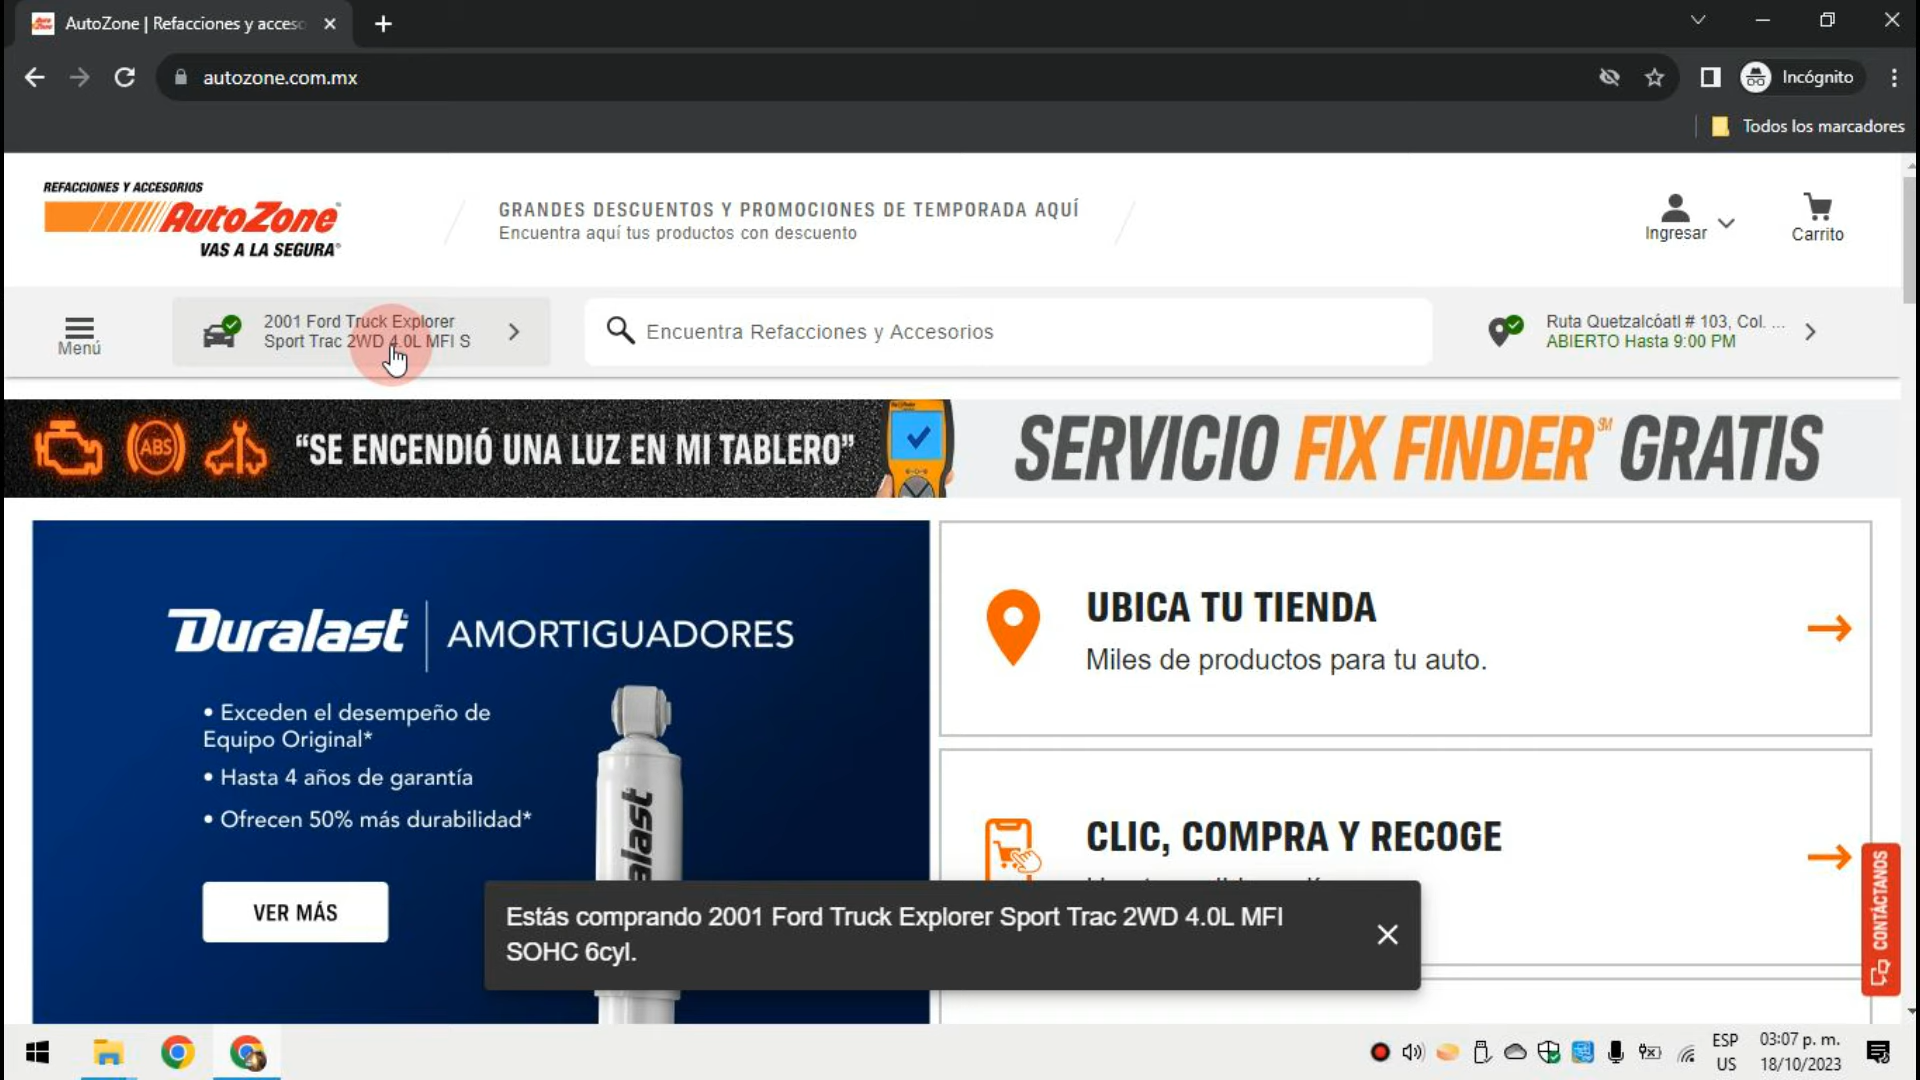 AutoZone | Refacciones y acceso
autozone.com.mx
Incógnito
Todos los marcadores
REFACCIONES Y ACCESORIOS
AutoZone
VAS A LA SEGURA®
GRANDES DESCUENTOS Y PROMOCIONES DE TEMPORADA AQUÍ
Encuentra aquí tus productos con descuento
Ingresar
Carrito
Menú
2001 Ford Truck Explorer
Sport Trac 2WD 4.0L MFI S
Encuentra Refacciones y Accesorios
Ruta Quetzalcóatl # 103, Col. ...
ABIERTO Hasta 9:00 PM
ABS
“SE ENCENDIÓ UNA LUZ EN MI TABLERO”
SERVICIO FIX FINDER℠ GRATIS
Duralast
AMORTIGUADORES
• Exceden el desempeño de
Equipo Original*
• Hasta 4 años de garantía
• Ofrecen 50% más durabilidad*
VER MÁS
UBICA TU TIENDA
Miles de productos para tu auto.
CLIC, COMPRA Y RECOGE
CONTÁCTANOS
Estás comprando 2001 Ford Truck Explorer Sport Trac 2WD 4.0L MFI
SOHC 6cyl.
ESP
US
03:07 p. m.
18/10/2023